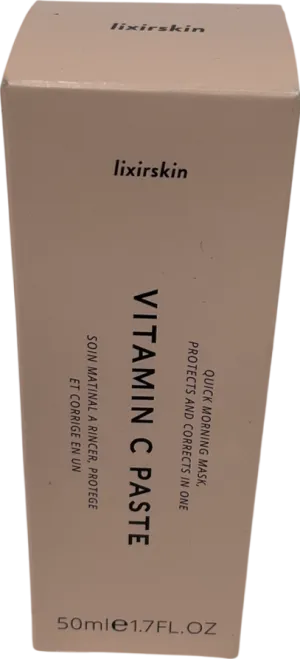 lixirskin
lixirskin
QUICK MORNING MASK,
PROTECTS AND CORRECTS IN ONE
VITAMIN C PASTE
SOIN MATINAL À RINCER, PROTÈGE
ET CORRIGE EN UN
50ml℮1.7FL.OZ